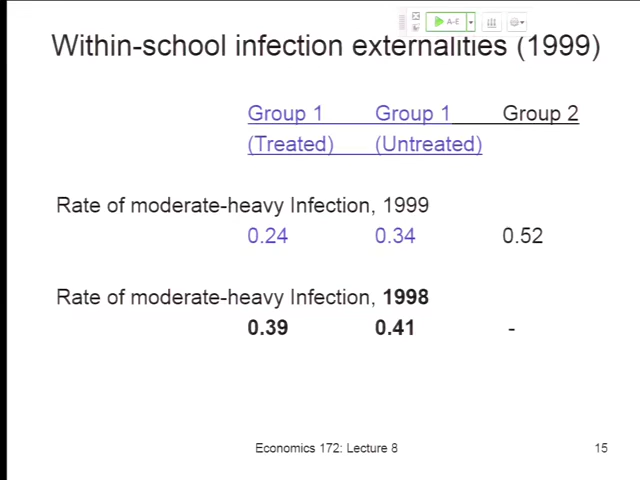 A-E
Within-school infection externalities (1999)
Group 1 Group 1 Group 2
(Treated) (Untreated)
Rate of moderate-heavy Infection, 1999
0.24 0.34 0.52
Rate of moderate-heavy Infection, 1998
0.39 0.41 -
Economics 172: Lecture 8 15